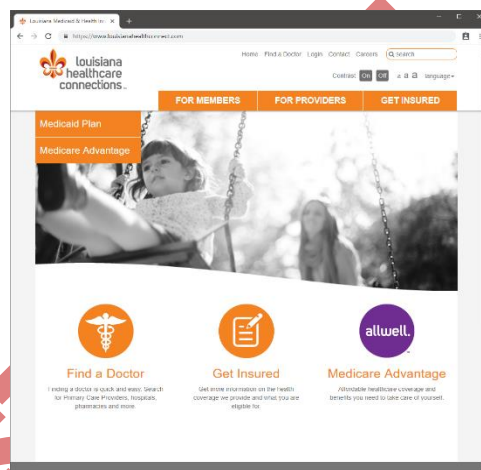 Louisiana Medicaid & Health Ins
https://www.louisianahealthconnect.com
Home Find a Doctor Login Contact Careers search
louisiana
healthcare
connections
Contrast On Off a a a language
FOR MEMBERS FOR PROVIDERS GET INSURED
Medicaid Plan
Medicare Advantage
allwell.
Find a Doctor Get Insured Medicare Advantage
Finding a doctor is quick and easy. Search
for Primary Care Providers, hospitals,
pharmacies and more.
Get more information on the health
coverage we provide and what you are
eligible for.
Affordable healthcare coverage and
benefits you need to take care of yourself.